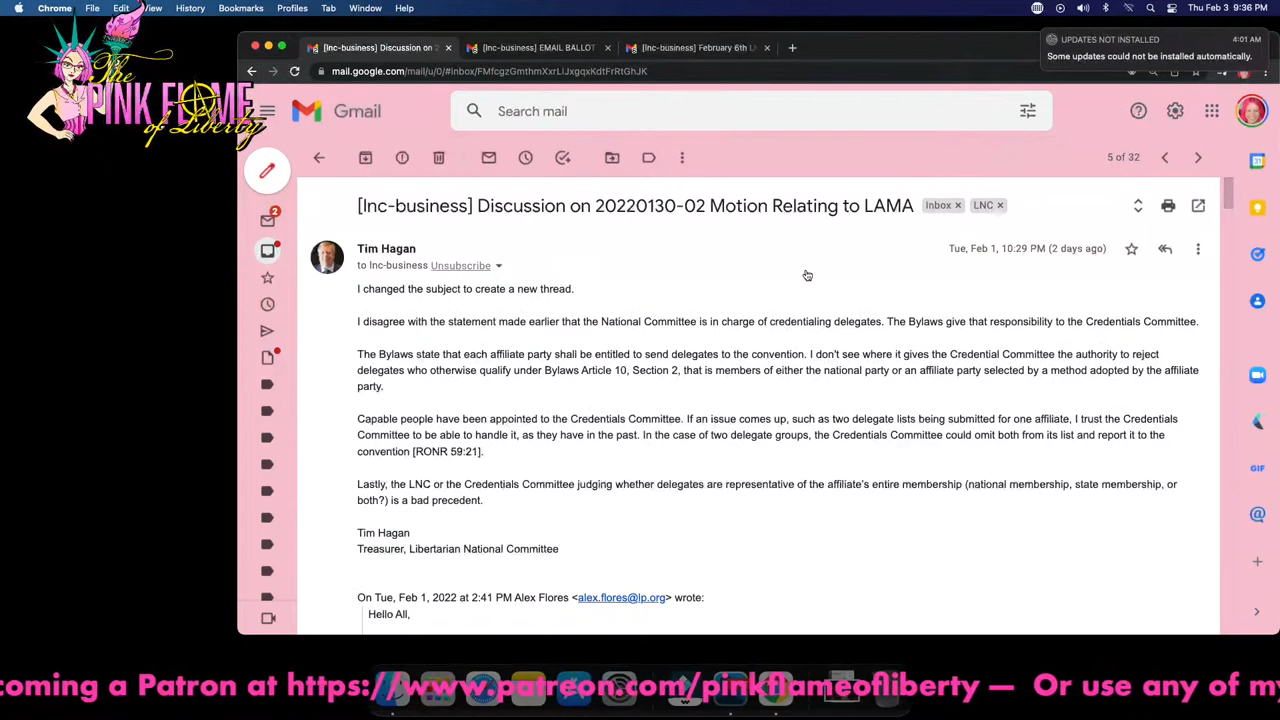 Chrome File Edit View History Bookmarks Profiles Tab Window Help
Thu Feb 3 9:36 PM
The
PINK FLAME
of Liberty
[lnc-business] Discussion on 2
[lnc-business] EMAIL BALLOT
[lnc-business] February 6th LN
UPDATES NOT INSTALLED 4:01 AM
Some updates could not be installed automatically.
mail.google.com/mail/u/0/#inbox/FMfcgzGmthmXxrLiJxgqxKdtFrRtGhJK
Gmail
Search mail
5 of 32
2
[lnc-business] Discussion on 20220130-02 Motion Relating to LAMA
Inbox × LNC ×
Tim Hagan
Tue, Feb 1, 10:29 PM (2 days ago)
to lnc-business Unsubscribe
I changed the subject to create a new thread.
I disagree with the statement made earlier that the National Committee is in charge of credentialing delegates. The Bylaws give that responsibility to the Credentials Committee.
The Bylaws state that each affiliate party shall be entitled to send delegates to the convention. I don't see where it gives the Credential Committee the authority to reject
delegates who otherwise qualify under Bylaws Article 10, Section 2, that is members of either the national party or an affiliate party selected by a method adopted by the affiliate
party.
Capable people have been appointed to the Credentials Committee. If an issue comes up, such as two delegate lists being submitted for one affiliate, I trust the Credentials
Committee to be able to handle it, as they have in the past. In the case of two delegate groups, the Credentials Committee could omit both from its list and report it to the
convention [RONR 59:21].
Lastly, the LNC or the Credentials Committee judging whether delegates are representative of the affiliate's entire membership (national membership, state membership, or
both?) is a bad precedent.
Tim Hagan
Treasurer, Libertarian National Committee
On Tue, Feb 1, 2022 at 2:41 PM Alex Flores <alex.flores@lp.org> wrote:
Hello All,
GIF
coming a Patron at https://www.patreon.com/pinkflameofliberty — Or use any of my